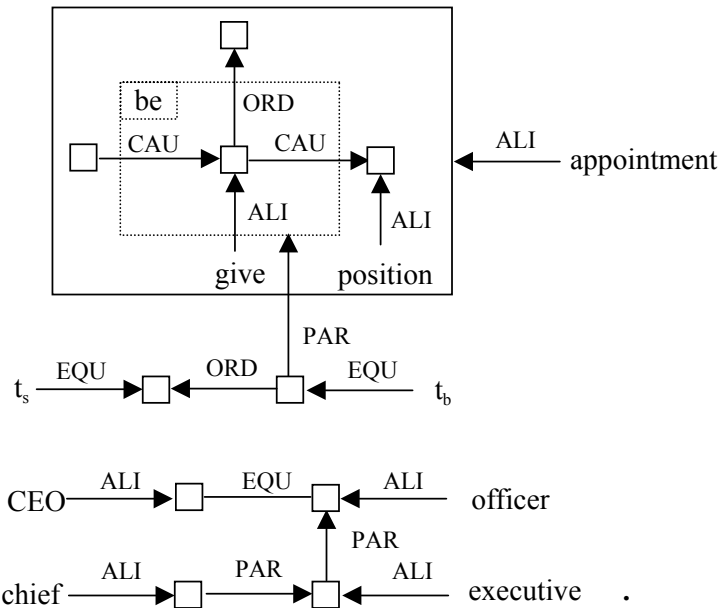 be
ORD
CAU CAU
ALI
appointment
ALI ALI
give position
PAR
EQU ORD EQU
ts tb
ALI EQU ALI
CEO officer
PAR
ALI PAR ALI
chief executive .